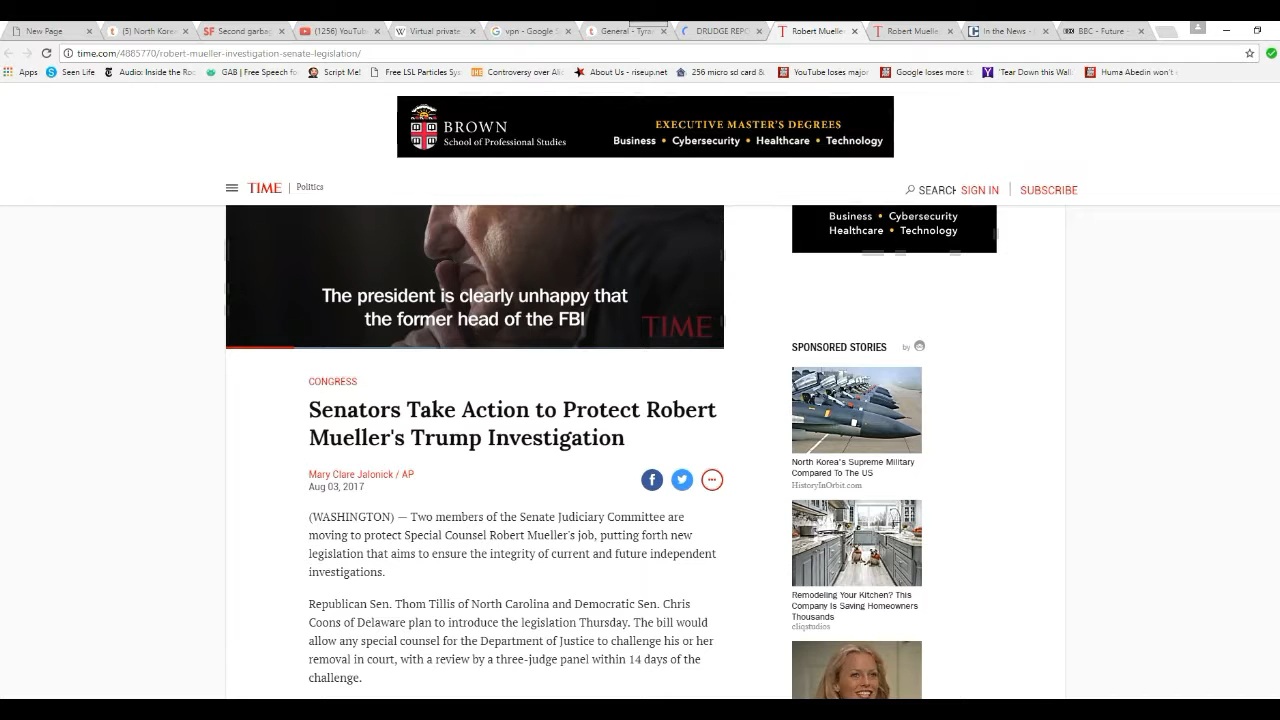 New Page
(5) North Kore
Second garba
(1256) YouTu
Virtual private
vpn - Google S
General - Tyra
DRUDGE REPO
Robert Mueller
Robert Muelle
In the News -
BBC - Future -
time.com/4885770/robert-mueller-investigation-senate-legislation/
Apps
Seen Life
Audio: Inside the Ro
GAB | Free Speech fo
Script Me!
Free LSL Particles Sys
Controversy over Alic
About Us - riseup.net
256 micro sd card &
YouTube loses major
Google loses more to
'Tear Down this Wall
Huma Abedin won't
BROWN
School of Professional Studies
EXECUTIVE MASTER'S DEGREES
Business • Cybersecurity • Healthcare • Technology
TIME | Politics
SEARCH
SIGN IN
SUBSCRIBE
Business • Cybersecurity
Healthcare • Technology
The president is clearly unhappy that
the former head of the FBI
TIME
SPONSORED STORIES
by
CONGRESS
Senators Take Action to Protect Robert
Mueller's Trump Investigation
Mary Clare Jalonick / AP
Aug 03, 2017
(WASHINGTON) — Two members of the Senate Judiciary Committee are
moving to protect Special Counsel Robert Mueller's job, putting forth new
legislation that aims to ensure the integrity of current and future independent
investigations.
Republican Sen. Thom Tillis of North Carolina and Democratic Sen. Chris
Coons of Delaware plan to introduce the legislation Thursday. The bill would
allow any special counsel for the Department of Justice to challenge his or her
removal in court, with a review by a three-judge panel within 14 days of the
challenge.
North Korea's Supreme Military
Compared To The US
HistoryInOrbit.com
Remodeling Your Kitchen? This
Company Is Saving Homeowners
Thousands
cliqstudios